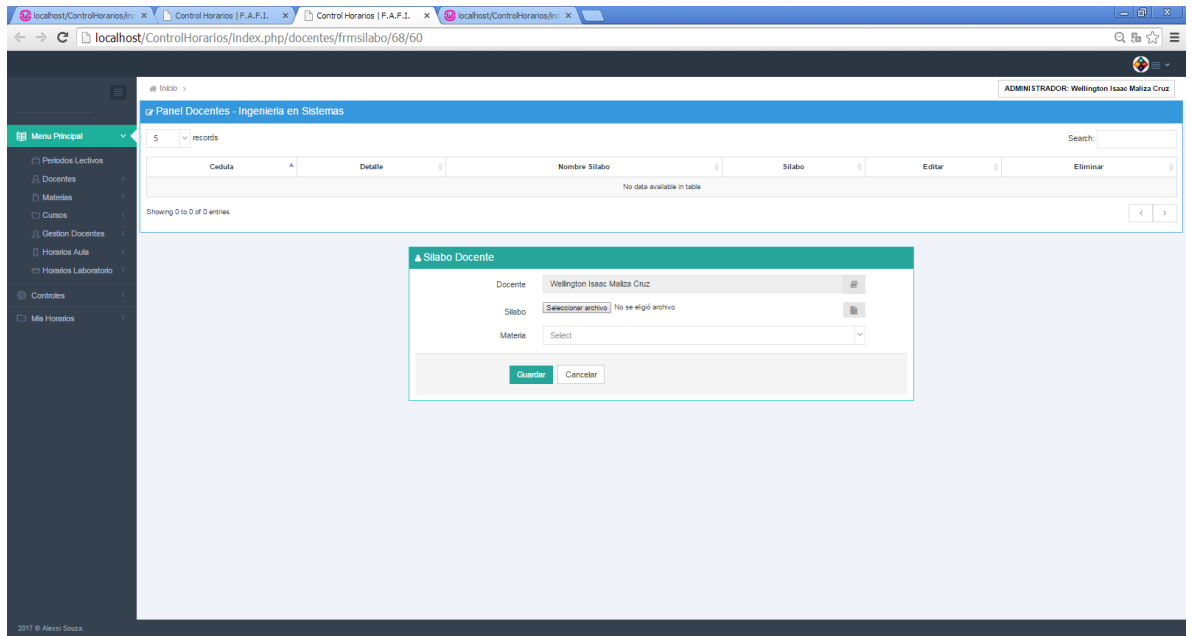 localhost/ControlHorarios/inc
Control Horarios | F.A.F.I.
Control Horarios | F.A.F.I.
localhost/ControlHorarios/inc
localhost/ControlHorarios/index.php/docentes/frmsilabo/68/60
Inicio >
ADMINISTRADOR: Wellington Isaac Maliza Cruz
Panel Docentes - Ingenieria en Sistemas
Menu Principal
5 records
Search:
Periodos Lectivos
Docentes
Materias
Cursos
Gestion Docentes
Horarios Aula
Horarios Laboratorio
Controles
Mis Horarios
Cedula Detalle Nombre Silabo Silabo Editar Eliminar
No data available in table
Showing 0 to 0 of 0 entries
Silabo Docente
Docente Wellington Isaac Maliza Cruz
Silabo Seleccionar archivo No se eligió archivo
Materia Select
Guardar Cancelar
2017 © Alexsi Souza.